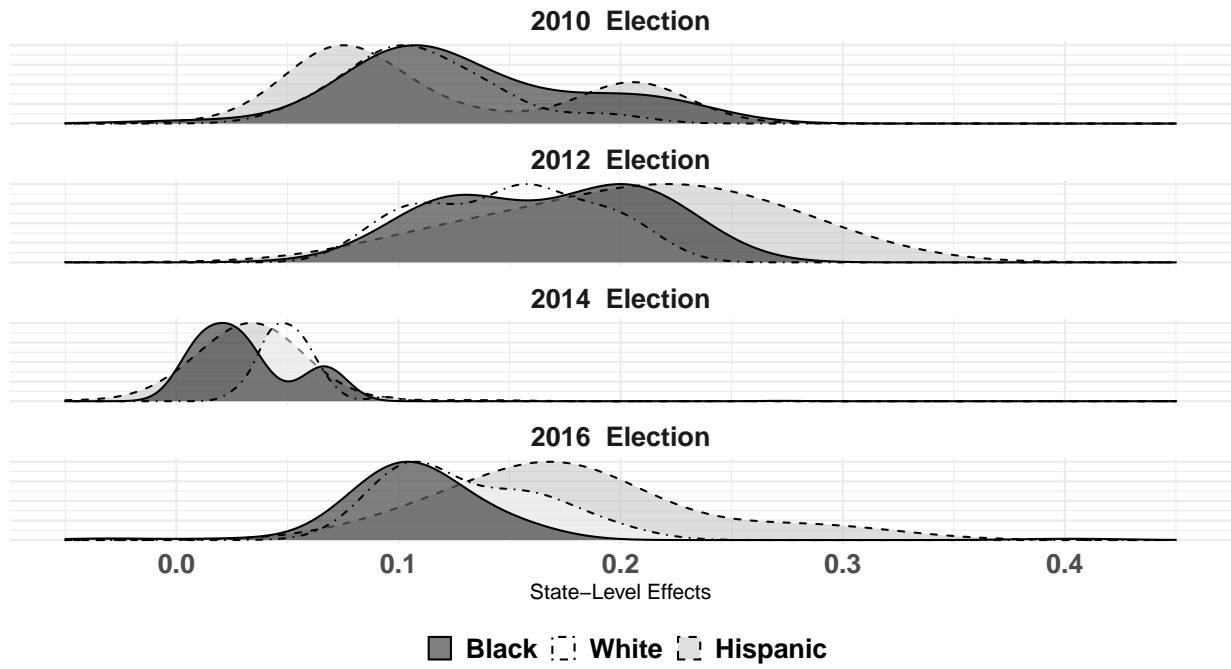 2010 Election
2012 Election
2014 Election
2016 Election
0.0 0.1 0.2 0.3 0.4
State−Level Effects
Black White Hispanic